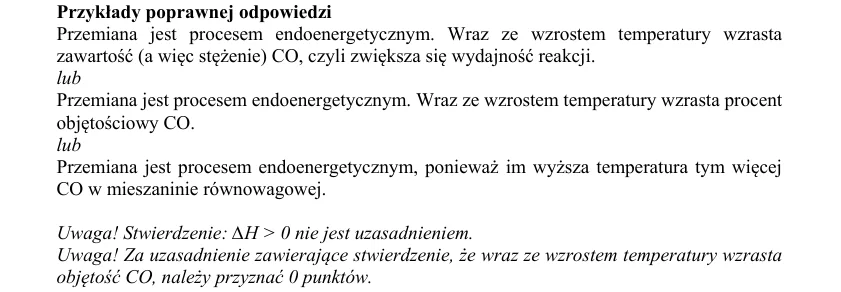 Przykłady poprawnej odpowiedzi
Przemiana jest procesem endoenergetycznym. Wraz ze wzrostem temperatury wzrasta
zawartość (a więc stężenie) CO, czyli zwiększa się wydajność reakcji.
lub
Przemiana jest procesem endoenergetycznym. Wraz ze wzrostem temperatury wzrasta procent
objętościowy CO.
lub
Przemiana jest procesem endoenergetycznym, ponieważ im wyższa temperatura tym więcej
CO w mieszaninie równowagowej.
Uwaga! Stwierdzenie: ΔH > 0 nie jest uzasadnieniem.
Uwaga! Za uzasadnienie zawierające stwierdzenie, że wraz ze wzrostem temperatury wzrasta
objętość CO, należy przyznać 0 punktów.